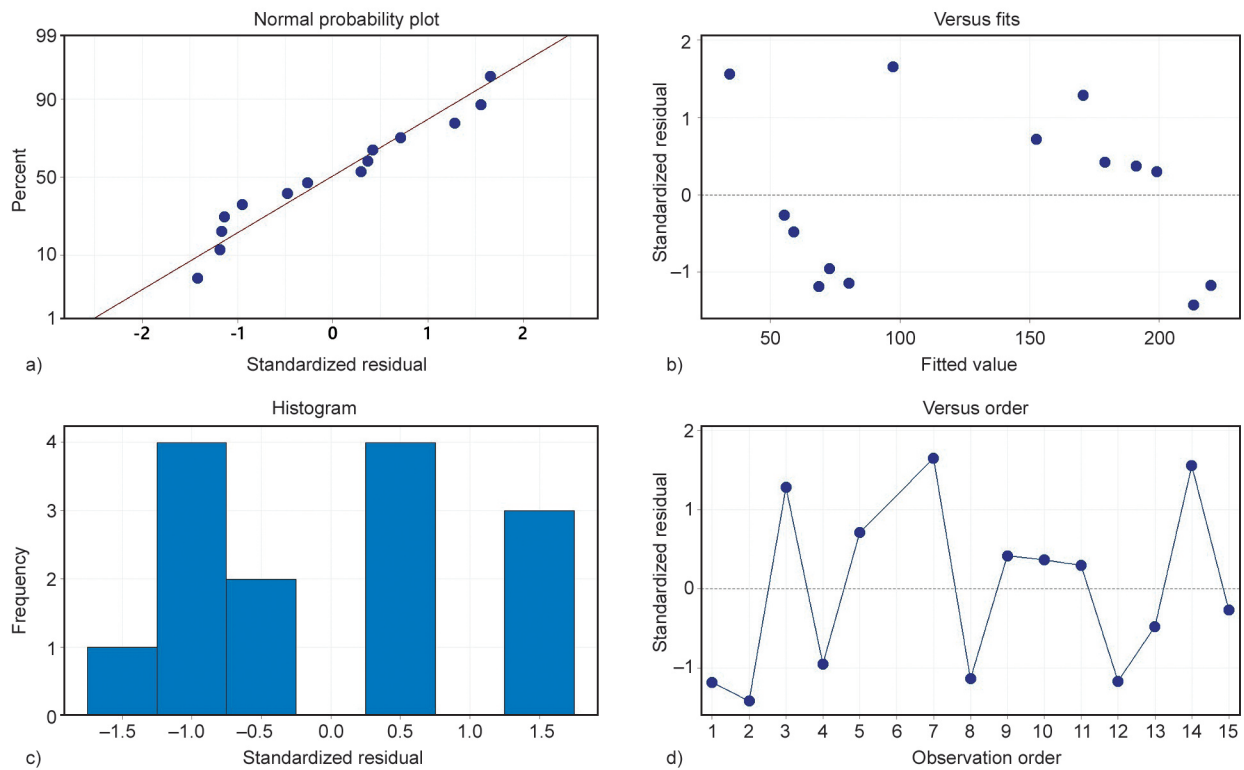 Normal probability plot
99
90
50
10
1
Percent
-2 -1 0 1 2
a) Standardized residual
Versus fits
2
1
0
–1
Standardized residual
50 100 150 200
b) Fitted value
Histogram
4
3
2
1
0
Frequency
–1.5 –1.0 –0.5 0.0 0.5 1.0 1.5
c) Standardized residual
Versus order
2
1
0
–1
Standardized residual
1 2 3 4 5 6 7 8 9 10 11 12 13 14 15
d) Observation order